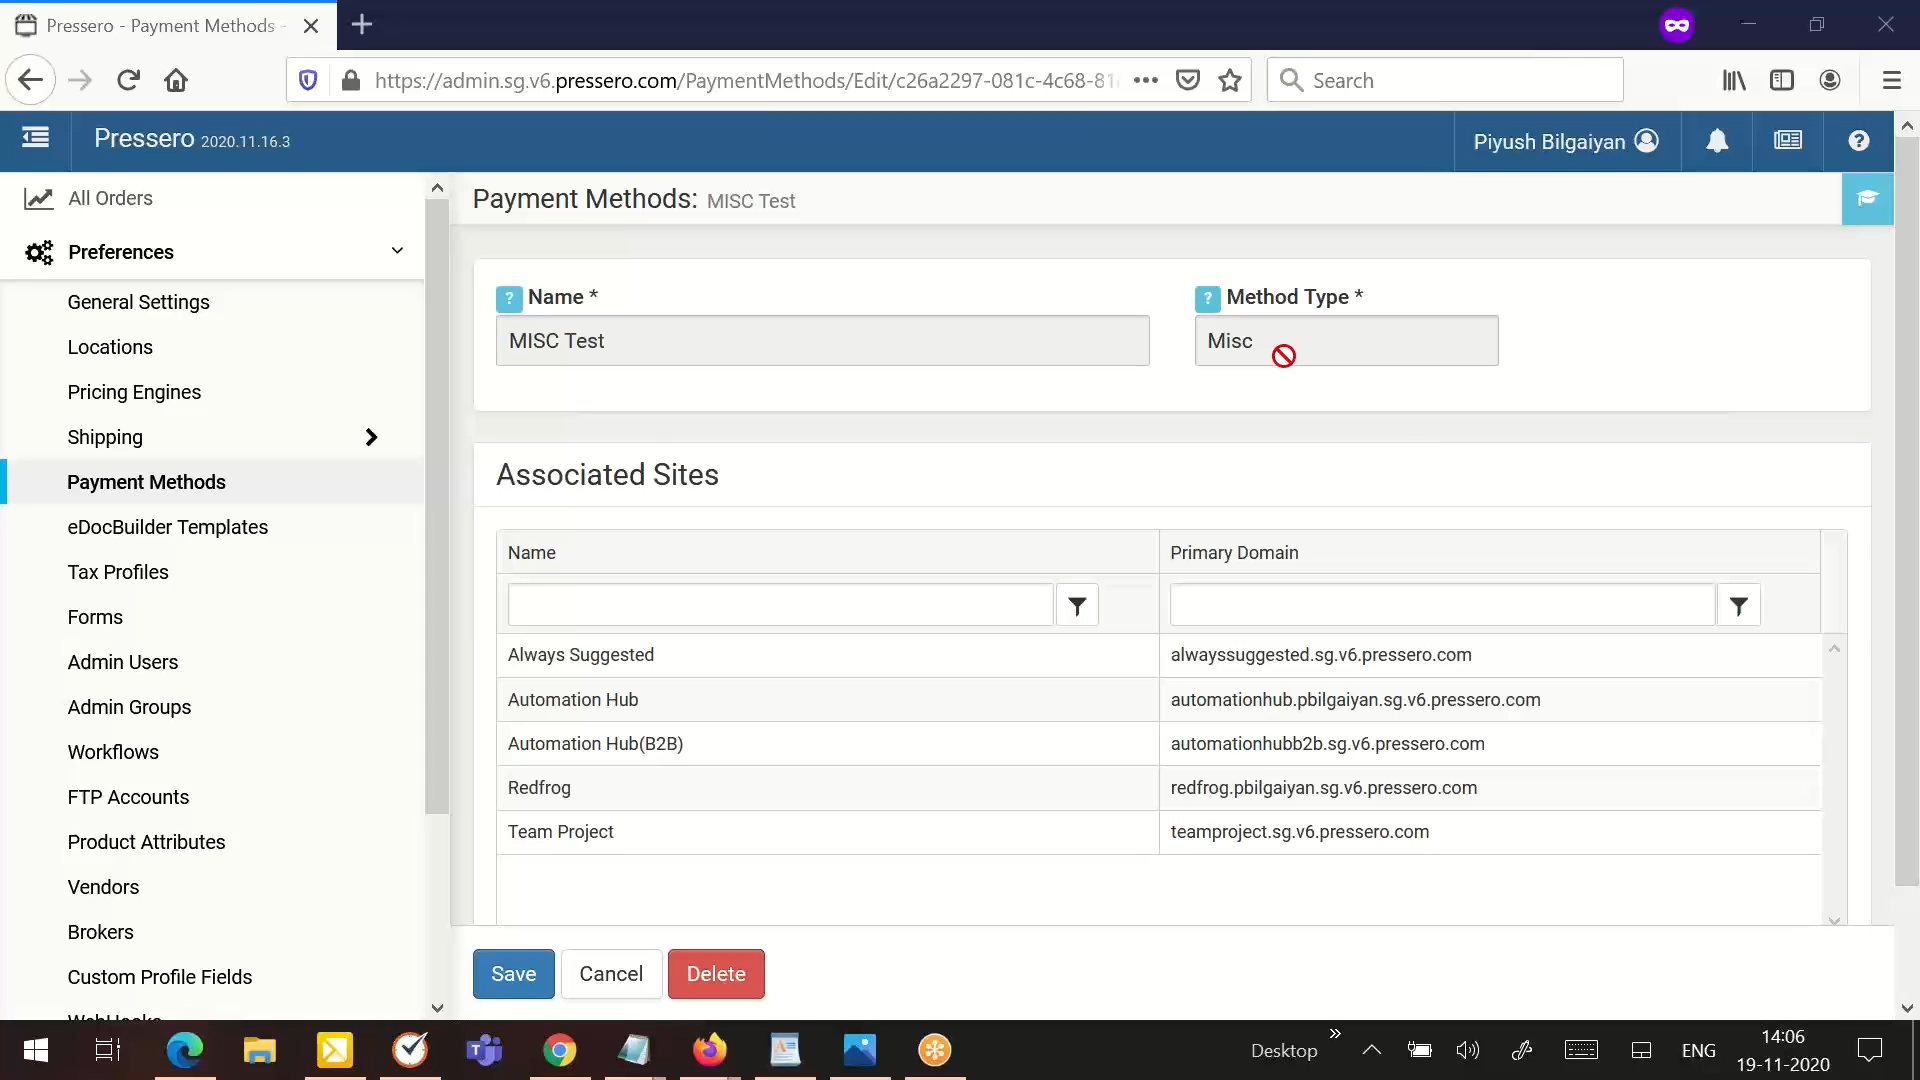 Pressero - Payment Methods -
https://admin.sg.v6.pressero.com/PaymentMethods/Edit/c26a2297-081c-4c68-81
Search
Pressero 2020.11.16.3
Piyush Bilgaiyan
All Orders
Preferences
General Settings
Locations
Pricing Engines
Shipping
Payment Methods
eDocBuilder Templates
Tax Profiles
Forms
Admin Users
Admin Groups
Workflows
FTP Accounts
Product Attributes
Vendors
Brokers
Custom Profile Fields
WebHooks
Payment Methods: MISC Test
? Name *
MISC Test
? Method Type *
Misc
Associated Sites
Name Primary Domain
Always Suggested alwayssuggested.sg.v6.pressero.com
Automation Hub automationhub.pbilgaiyan.sg.v6.pressero.com
Automation Hub(B2B) automationhubb2b.sg.v6.pressero.com
Redfrog redfrog.pbilgaiyan.sg.v6.pressero.com
Team Project teamproject.sg.v6.pressero.com
Save Cancel Delete
Desktop
ENG
14:06
19-11-2020